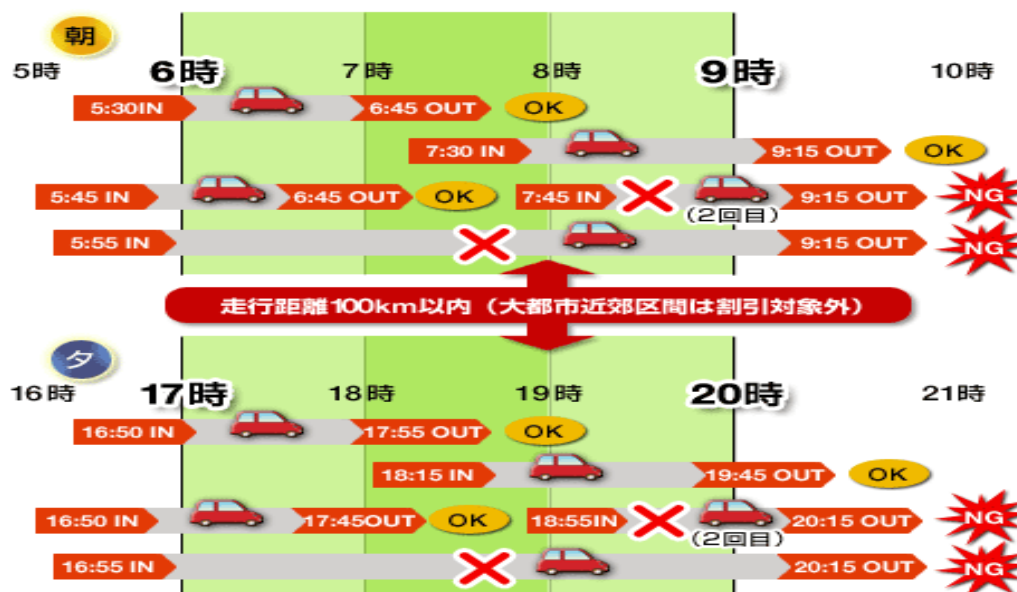 朝
5時 6時 7時 8時 9時 10時
5:30IN 6:45 OUT OK
7:30 IN 9:15 OUT OK
5:45 IN 6:45 OUT OK 7:45 IN (2回目) 9:15 OUT NG
5:55 IN 9:15 OUT NG
走行距離100km以内(大都市近郊区間は割引対象外)
夕
16時 17時 18時 19時 20時 21時
16:50 IN 17:55 OUT OK
18:15 IN 19:45 OUT OK
16:50 IN 17:45OUT OK 18:55IN (2回目) 20:15 OUT NG
16:55 IN 20:15 OUT NG